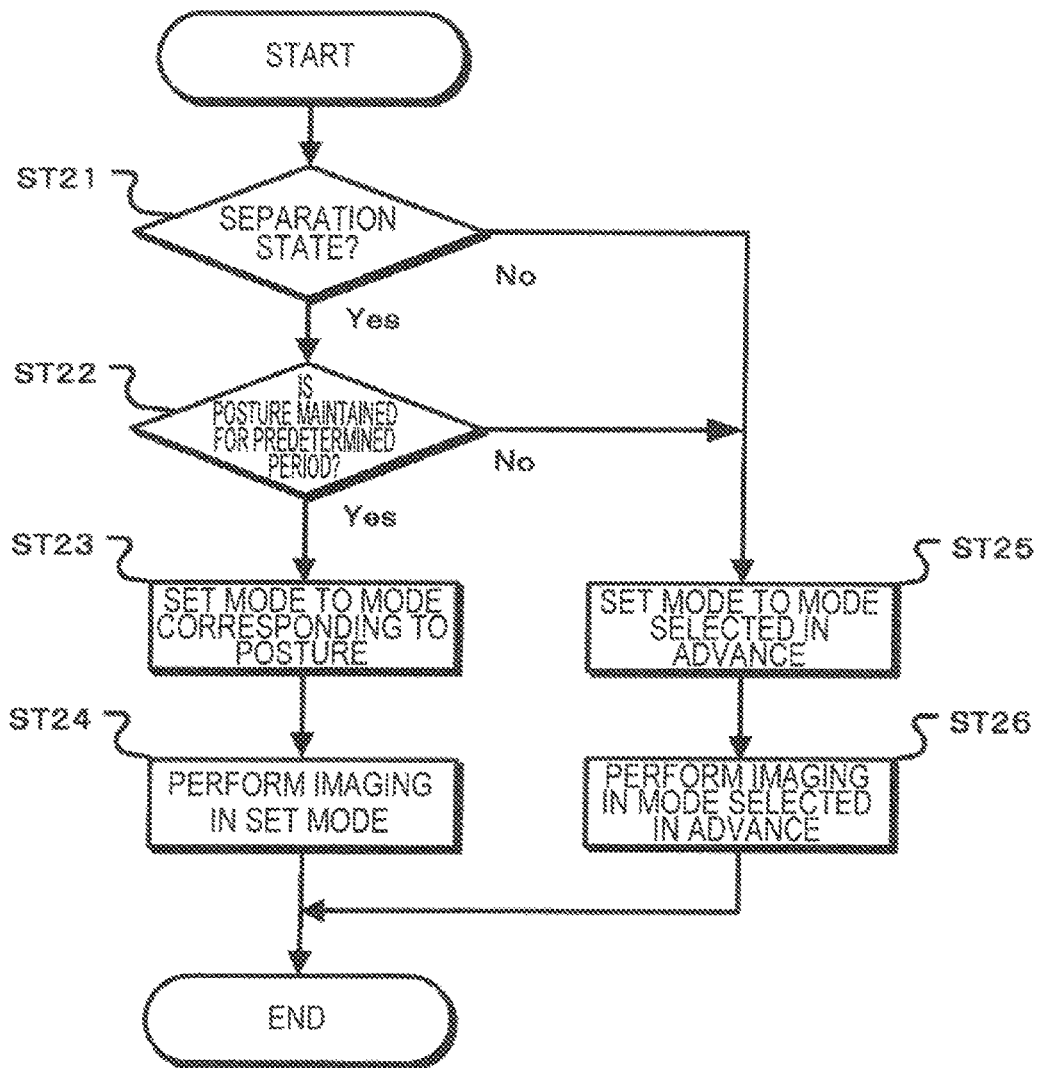 START
ST21
SEPARATION
STATE?
No
Yes
ST22
IS
POSTURE MAINTAINED
FOR PREDETERMINED
PERIOD?
No
Yes
ST23
SET MODE TO MODE
CORRESPONDING TO
POSTURE
ST25
SET MODE TO MODE
SELECTED IN
ADVANCE
ST24
PERFORM IMAGING
IN SET MODE
ST26
PERFORM IMAGING
IN MODE SELECTED
IN ADVANCE
END